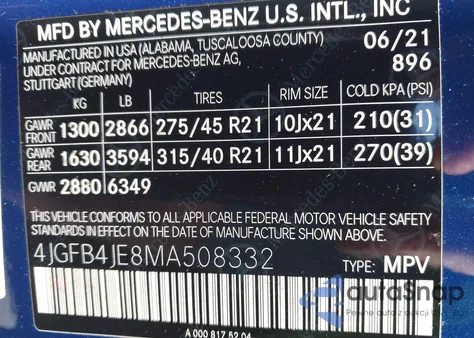 MFD BY MERCEDES-BENZ U.S. INTL., INC
MANUFACTURED IN USA (ALABAMA, TUSCALOOSA COUNTY) 06/21
UNDER CONTRACT FOR MERCEDES-BENZ AG, 896
STUTTGART (GERMANY)
KG LB TIRES RIM SIZE COLD KPA (PSI)
GAWR FRONT 1300 2866 275/45 R21 10Jx21 210(31)
GAWR REAR 1630 3594 315/40 R21 11Jx21 270(39)
GVWR 2880 6349
THIS VEHICLE CONFORMS TO ALL APPLICABLE FEDERAL MOTOR VEHICLE SAFETY
STANDARDS IN EFFECT ON THE DATE OF MANUFACTURE SHOWN ABOVE.
4JGFB4JE8MA508332 TYPE: MPV
autoSnap
Pewne auto z
A 000 817 52 04